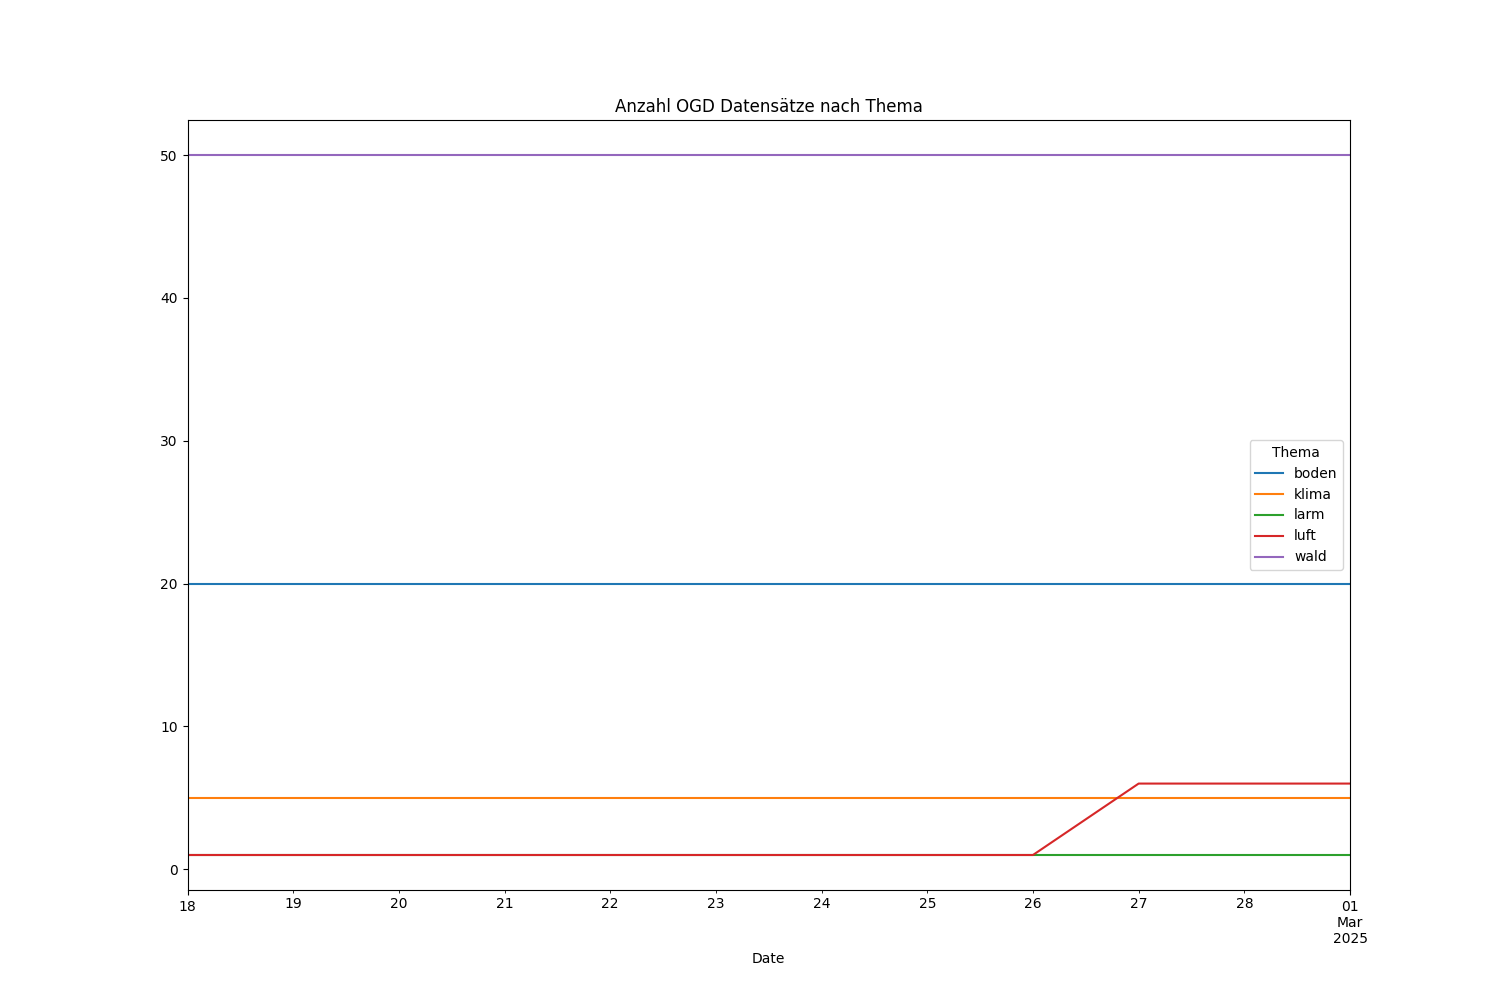 Anzahl OGD Datensätze nach Thema
50
40
30
20
10
0
Thema
boden
klima
larm
luft
wald
18 19 20 21 22 23 24 25 26 27 28 01
Mar
2025
Date